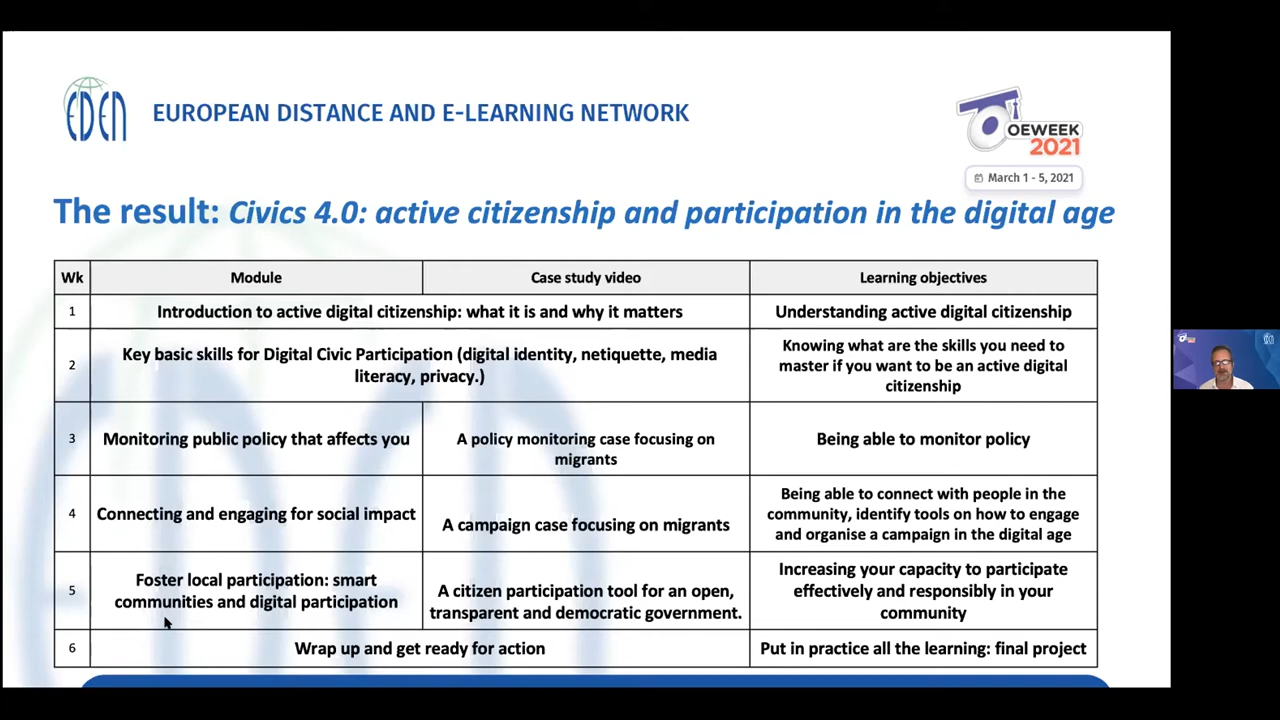 EDEN
EUROPEAN DISTANCE AND E-LEARNING NETWORK
OEWEEK
2021
March 1 - 5, 2021
The result: Civics 4.0: active citizenship and participation in the digital age
Wk
Module
Case study video
Learning objectives
1
Introduction to active digital citizenship: what it is and why it matters
Understanding active digital citizenship
2
Key basic skills for Digital Civic Participation (digital identity, netiquette, media
literacy, privacy.)
Knowing what are the skills you need to
master if you want to be an active digital
citizenship
3
Monitoring public policy that affects you
A policy monitoring case focusing on
migrants
Being able to monitor policy
4
Connecting and engaging for social impact
A campaign case focusing on migrants
Being able to connect with people in the
community, identify tools on how to engage
and organise a campaign in the digital age
5
Foster local participation: smart
communities and digital participation
A citizen participation tool for an open,
transparent and democratic government.
Increasing your capacity to participate
effectively and responsibly in your
community
6
Wrap up and get ready for action
Put in practice all the learning: final project